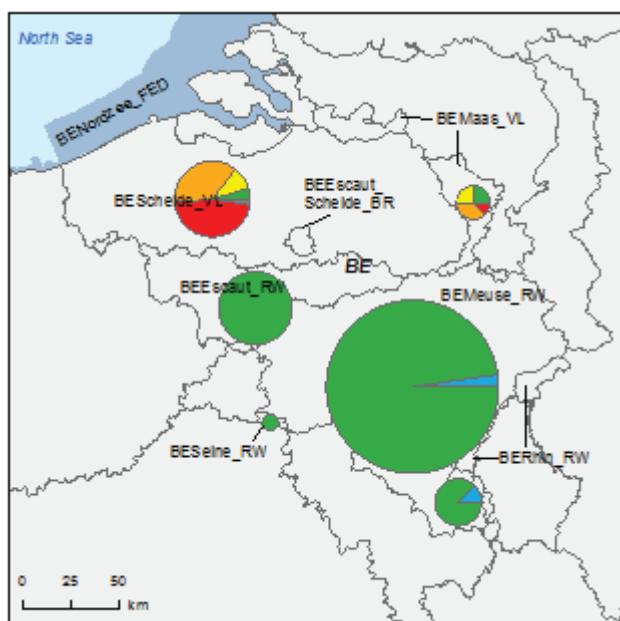 North Sea
BENordzee_FED
BEMaas_VL
BEEscaut_
Schelde_BR
BESchelde_VL
BE
BEEscaut_RW
BEMeuse_RW
BESeine_RW
BERhin_RW
0 25 50
km